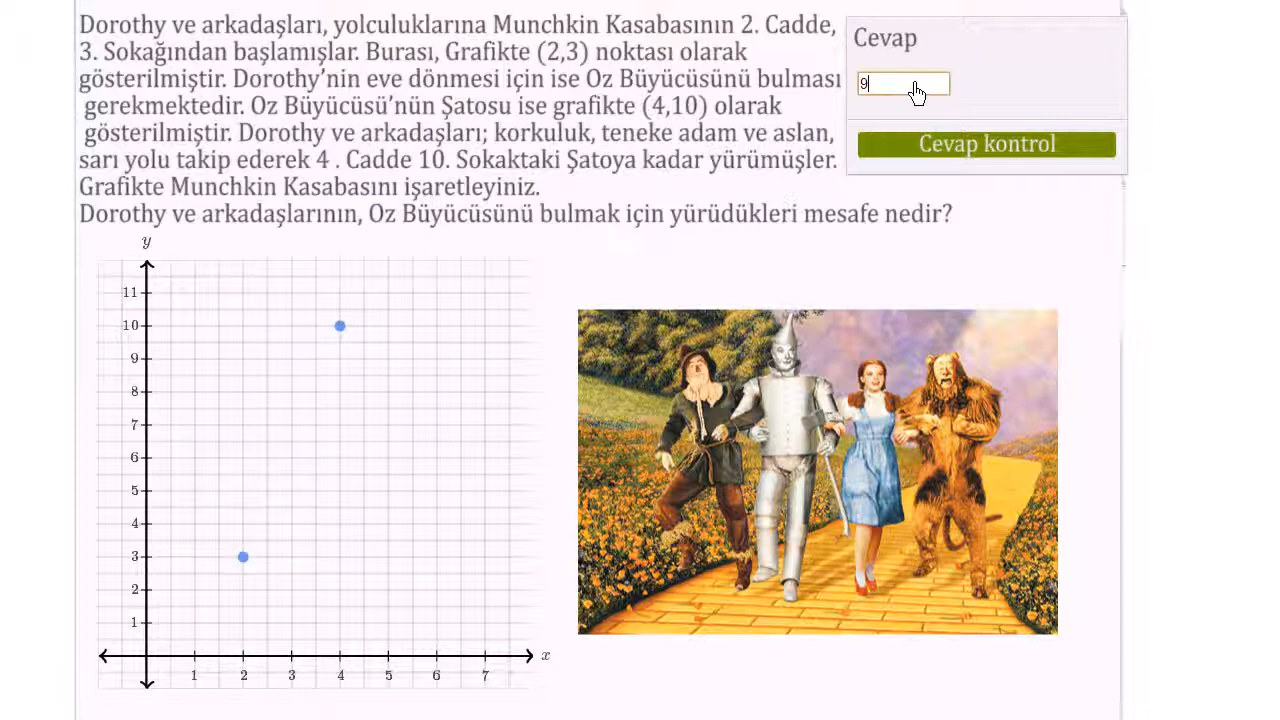 Dorothy ve arkadaşları, yolculuklarına Munchkin Kasabasının 2. Cadde,
3. Sokağından başlamışlar. Burası, Grafikte (2,3) noktası olarak
gösterilmiştir. Dorothy’nin eve dönmesi için ise Oz Büyücüsünü bulması
gerekmektedir. Oz Büyücüsü’nün Şatosu ise grafikte (4,10) olarak
gösterilmiştir. Dorothy ve arkadaşları; korkuluk, teneke adam ve aslan,
sarı yolu takip ederek 4 . Cadde 10. Sokaktaki Şatoya kadar yürümüşler.
Grafikte Munchkin Kasabasını işaretleyiniz.
Dorothy ve arkadaşlarının, Oz Büyücüsünü bulmak için yürüdükleri mesafe nedir?
Cevap
9
Cevap kontrol
y
11
10
9
8
7
6
5
4
3
2
1
x
1 2 3 4 5 6 7